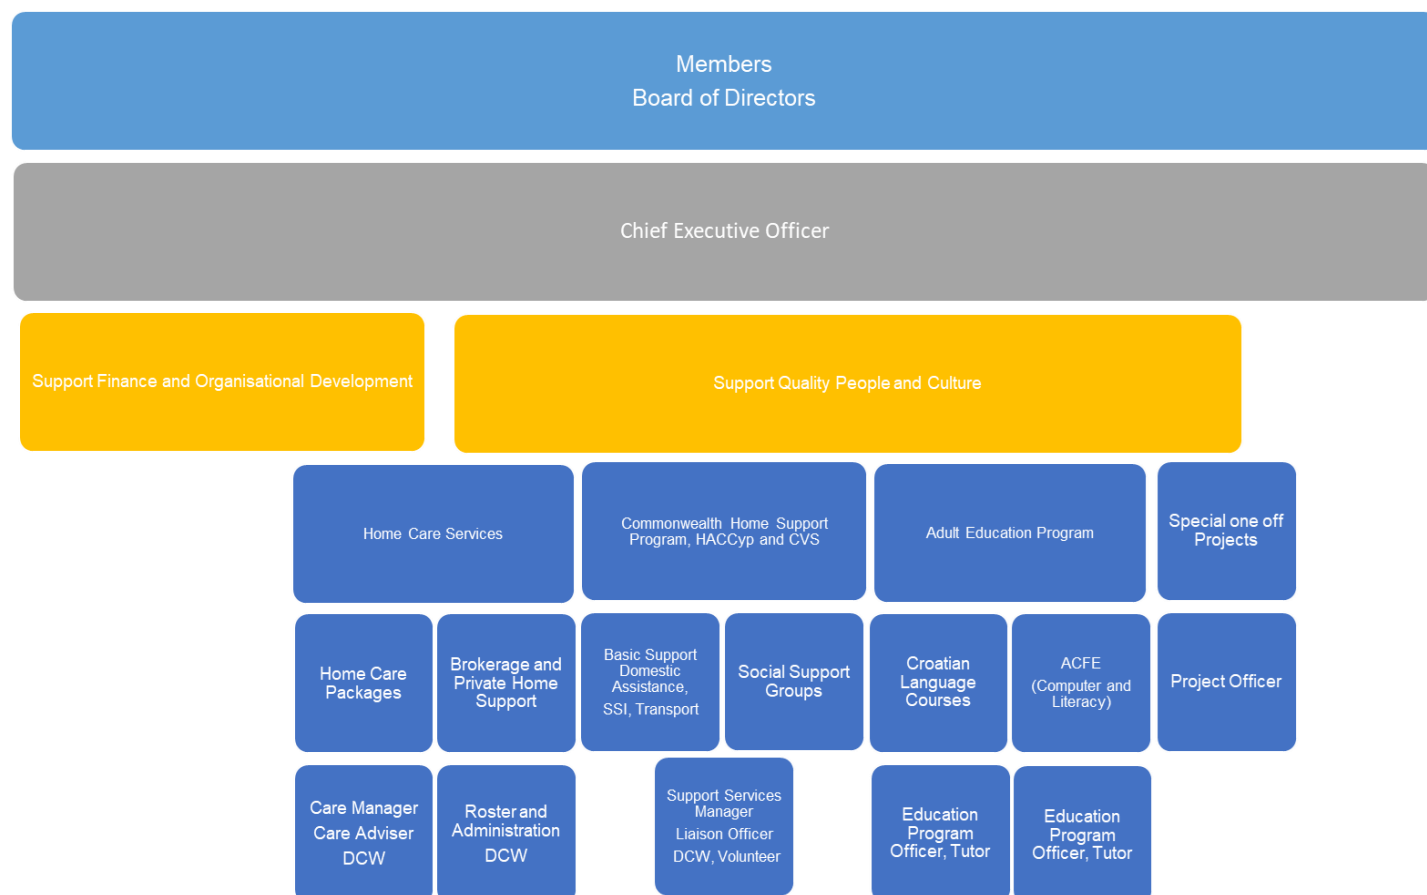 Members
Board of Directors
Chief Executive Officer
Support Finance and Organisational Development
Support Quality People and Culture
Home Care Services
Commonwealth Home Support
Program, HACCyp and CVS
Adult Education Program
Special one off
Projects
Home Care
Packages
Brokerage and
Private Home
Support
Basic Support
Domestic
Assistance,
SSI, Transport
Social Support
Groups
Croatian
Language
Courses
ACFE
(Computer and
Literacy)
Project Officer
Care Manager
Care Adviser
DCW
Roster and
Administration
DCW
Support Services
Manager
Liaison Officer
DCW, Volunteer
Education
Program
Officer, Tutor
Education
Program
Officer, Tutor